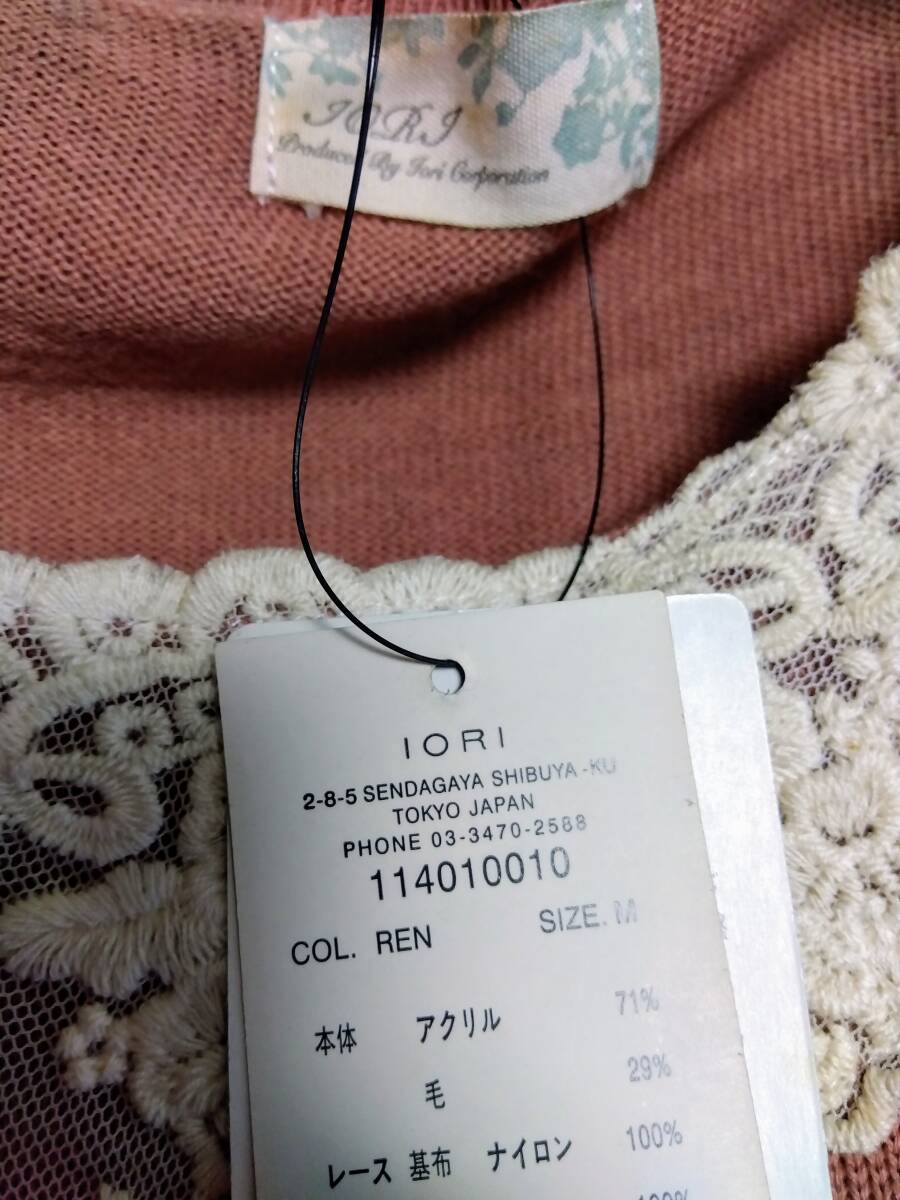 IORI
Produced By Iori Corporation
IORI
2-8-5 SENDAGAYA SHIBUYA-KU
TOKYO JAPAN
PHONE 03-3470-2588
114010010
COL. REN SIZE. M
本体 アクリル 71%
毛 29%
レース 基布 ナイロン 100%
100%